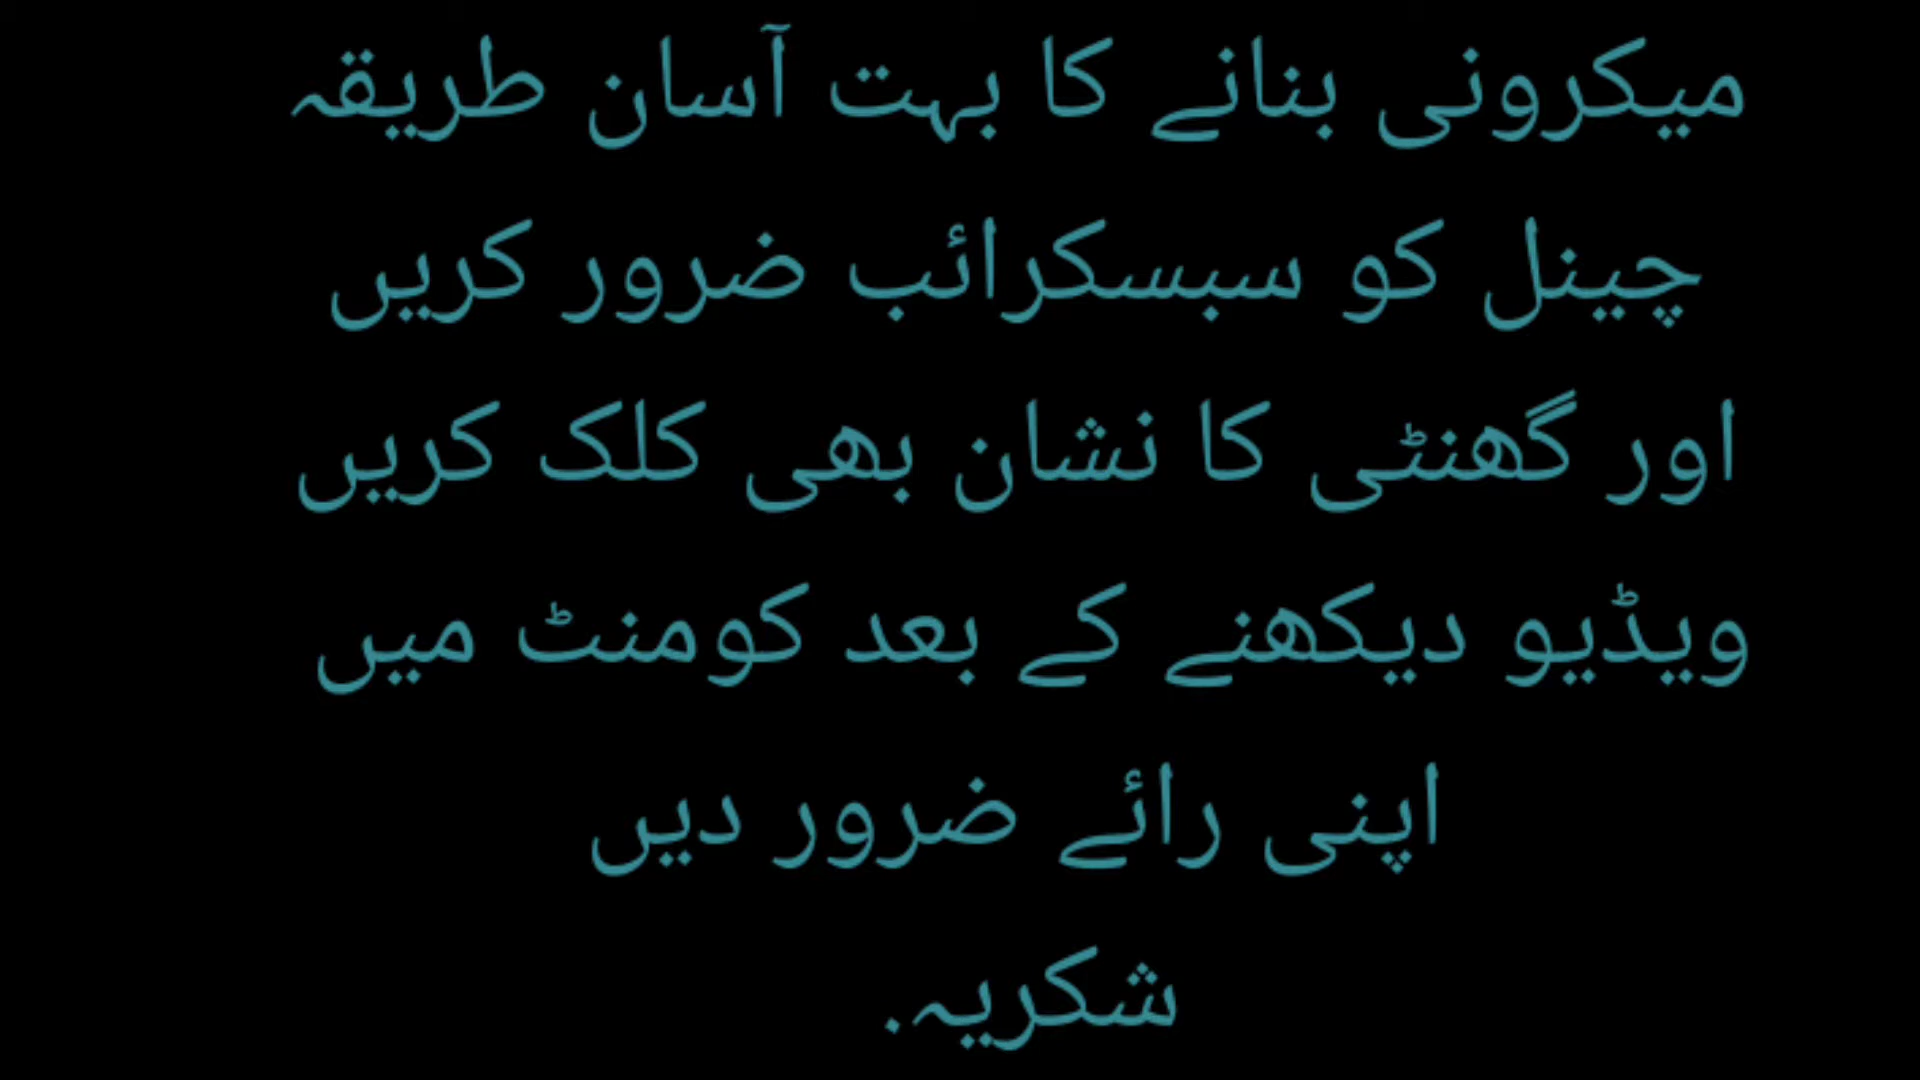 میکرونی بنانے کا بہت آسان طریقہ
چینل کو سبسکرائب ضرور کریں
اور گھنٹی کا نشان بھی کلک کریں
ویڈیو دیکھنے کے بعد کومنٹ میں
اپنی رائے ضرور دیں
شکریہ.